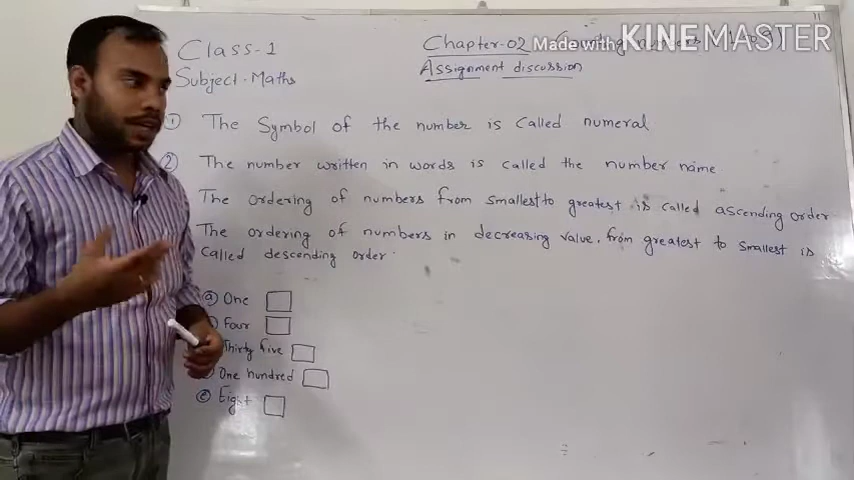 Class-1
Chapter-02 Counting numbers
Made with KINEMASTER
Subject-Maths
Assignment discussion
① The Symbol of the number is called numeral
② The number written in words is called the number name
The ordering of numbers from smallest to greatest is called ascending order
The ordering of numbers in decreasing value, from greatest to smallest is
called descending order.
ⓐ One
Four
Thirty five
One hundred
ⓔ Eight